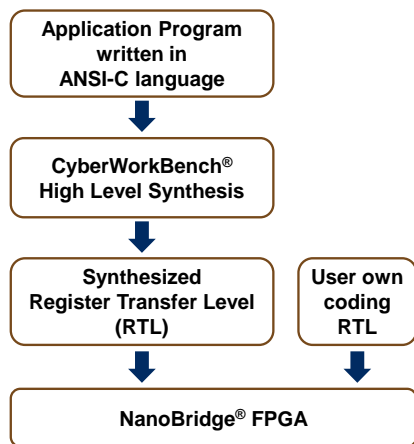 Application Program
written in
ANSI-C language
CyberWorkBench®
High Level Synthesis
Synthesized
Register Transfer Level
(RTL)
User own
coding
RTL
NanoBridge® FPGA